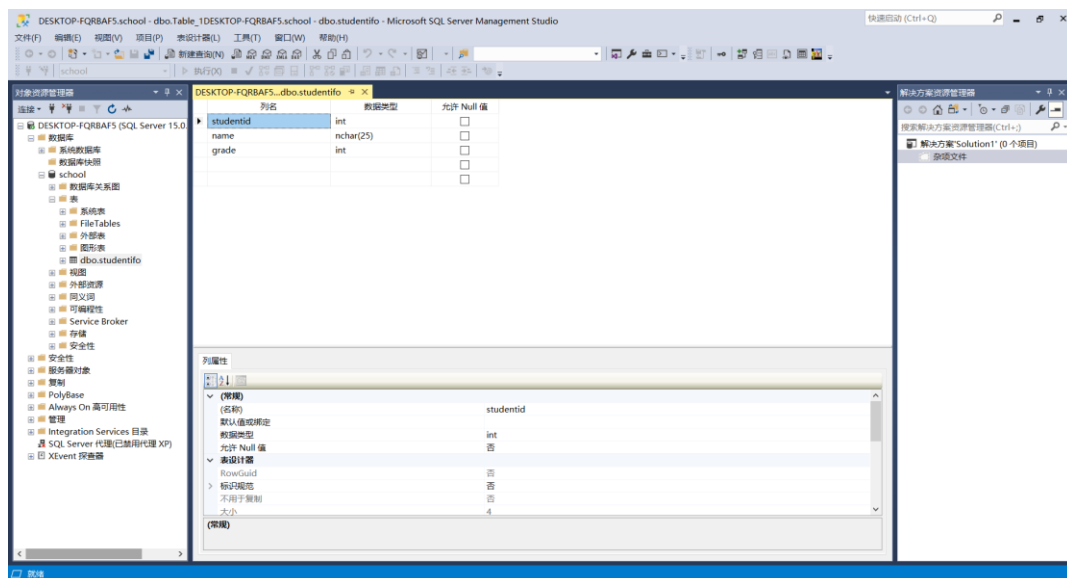 DESKTOP-FQRBAF5.school - dbo.Table_1DESKTOP-FQRBAF5.school - dbo.studentifo - Microsoft SQL Server Management Studio
快速启动 (Ctrl+Q)
文件(F) 编辑(E) 视图(V) 项目(P) 表设计器(L) 工具(T) 窗口(W) 帮助(H)
新建查询(N)
school
执行(X)
对象资源管理器
连接
DESKTOP-FQRBAF5 (SQL Server 15.0.
数据库
系统数据库
数据库快照
school
数据库关系图
表
系统表
FileTables
外部表
图形表
dbo.studentifo
视图
外部资源
同义词
可编程性
Service Broker
存储
安全性
安全性
服务器对象
复制
PolyBase
Always On 高可用性
管理
Integration Services 目录
SQL Server 代理(已禁用代理 XP)
XEvent 探查器
DESKTOP-FQRBAF5...dbo.studentifo
列名 数据类型 允许 Null 值
studentid int
name nchar(25)
grade int
列属性
(常规)
(名称) studentid
默认值或绑定
数据类型 int
允许 Null 值 否
表设计器
RowGuid 否
标识规范 否
不用于复制 否
大小 4
(常规)
解决方案资源管理器
搜索解决方案资源管理器(Ctrl+;)
解决方案'Solution1' (0 个项目)
杂项文件
就绪